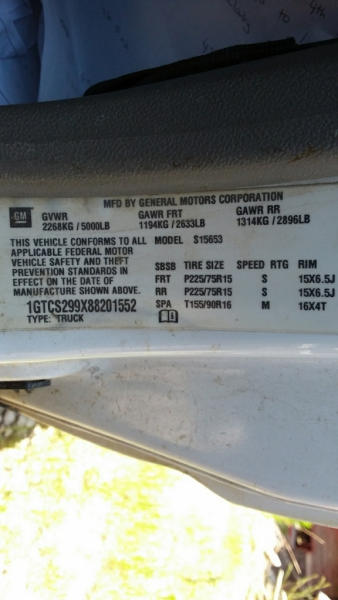 MFD BY GENERAL MOTORS CORPORATION
GM GVWR GAWR FRT GAWR RR
2268KG / 5000LB 1194KG / 2633LB 1314KG / 2896LB
THIS VEHICLE CONFORMS TO ALL MODEL S15653
APPLICABLE FEDERAL MOTOR
VEHICLE SAFETY AND THEFT SBSB TIRE SIZE SPEED RTG RIM
PREVENTION STANDARDS IN FRT P225/75R15 S 15X6.5J
EFFECT ON THE DATE OF RR P225/75R15 S 15X6.5J
MANUFACTURE SHOWN ABOVE. SPA T155/90R16 M 16X4T
1GTCS299X88201552
TYPE: TRUCK